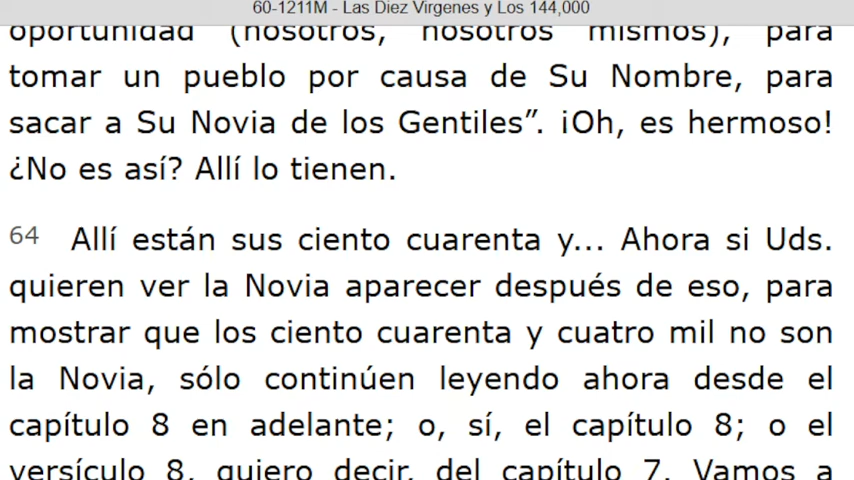 60-1211M - Las Diez Virgenes y Los 144,000
oportunidad (nosotros, nosotros mismos), para
tomar un pueblo por causa de Su Nombre, para
sacar a Su Novia de los Gentiles”. ¡Oh, es hermoso!
¿No es así? Allí lo tienen.
64 Allí están sus ciento cuarenta y... Ahora si Uds.
quieren ver la Novia aparecer después de eso, para
mostrar que los ciento cuarenta y cuatro mil no son
la Novia, sólo continúen leyendo ahora desde el
capítulo 8 en adelante; o, sí, el capítulo 8; o el
versículo 8, quiero decir, del capítulo 7. Vamos a